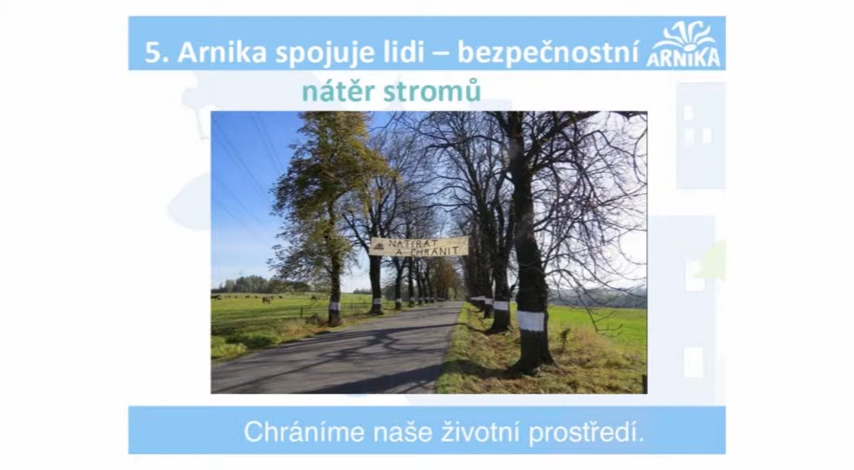 5. Arnika spojuje lidi – bezpečnostní
ARNIKA
nátěr stromů
NATÍRAT
A CHRÁNIT
Chráníme naše životní prostředí.